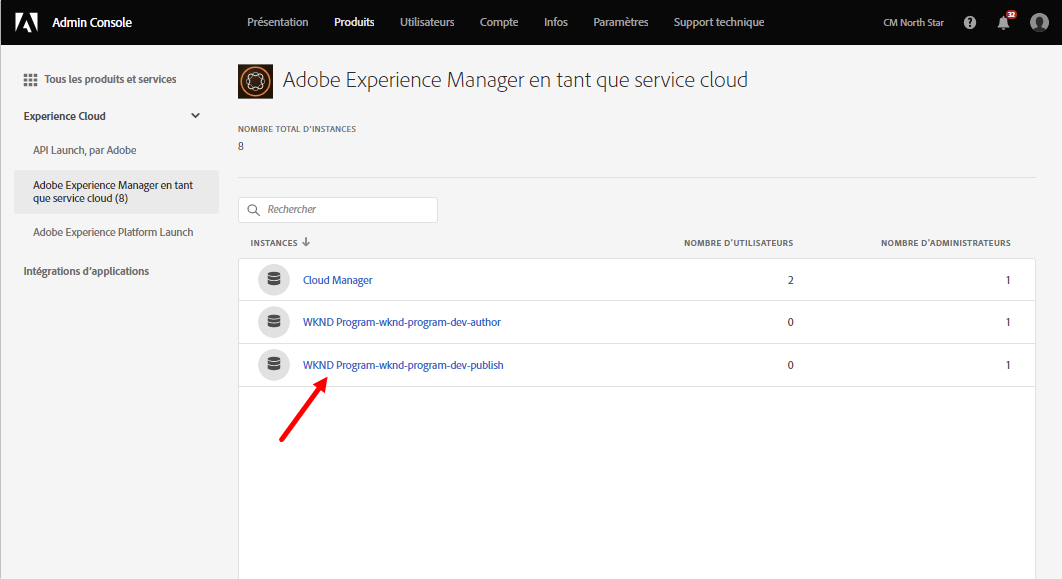 Admin Console
Présentation
Produits
Utilisateurs
Compte
Infos
Paramètres
Support technique
CM North Star
?
32
Tous les produits et services
Experience Cloud
API Launch, par Adobe
Adobe Experience Manager en tant
que service cloud (8)
Adobe Experience Platform Launch
Intégrations d'applications
Adobe Experience Manager en tant que service cloud
NOMBRE TOTAL D'INSTANCES
8
Rechercher
INSTANCES
NOMBRE D'UTILISATEURS
NOMBRE D'ADMINISTRATEURS
Cloud Manager
2
1
WKND Program-wknd-program-dev-author
0
1
WKND Program-wknd-program-dev-publish
0
1